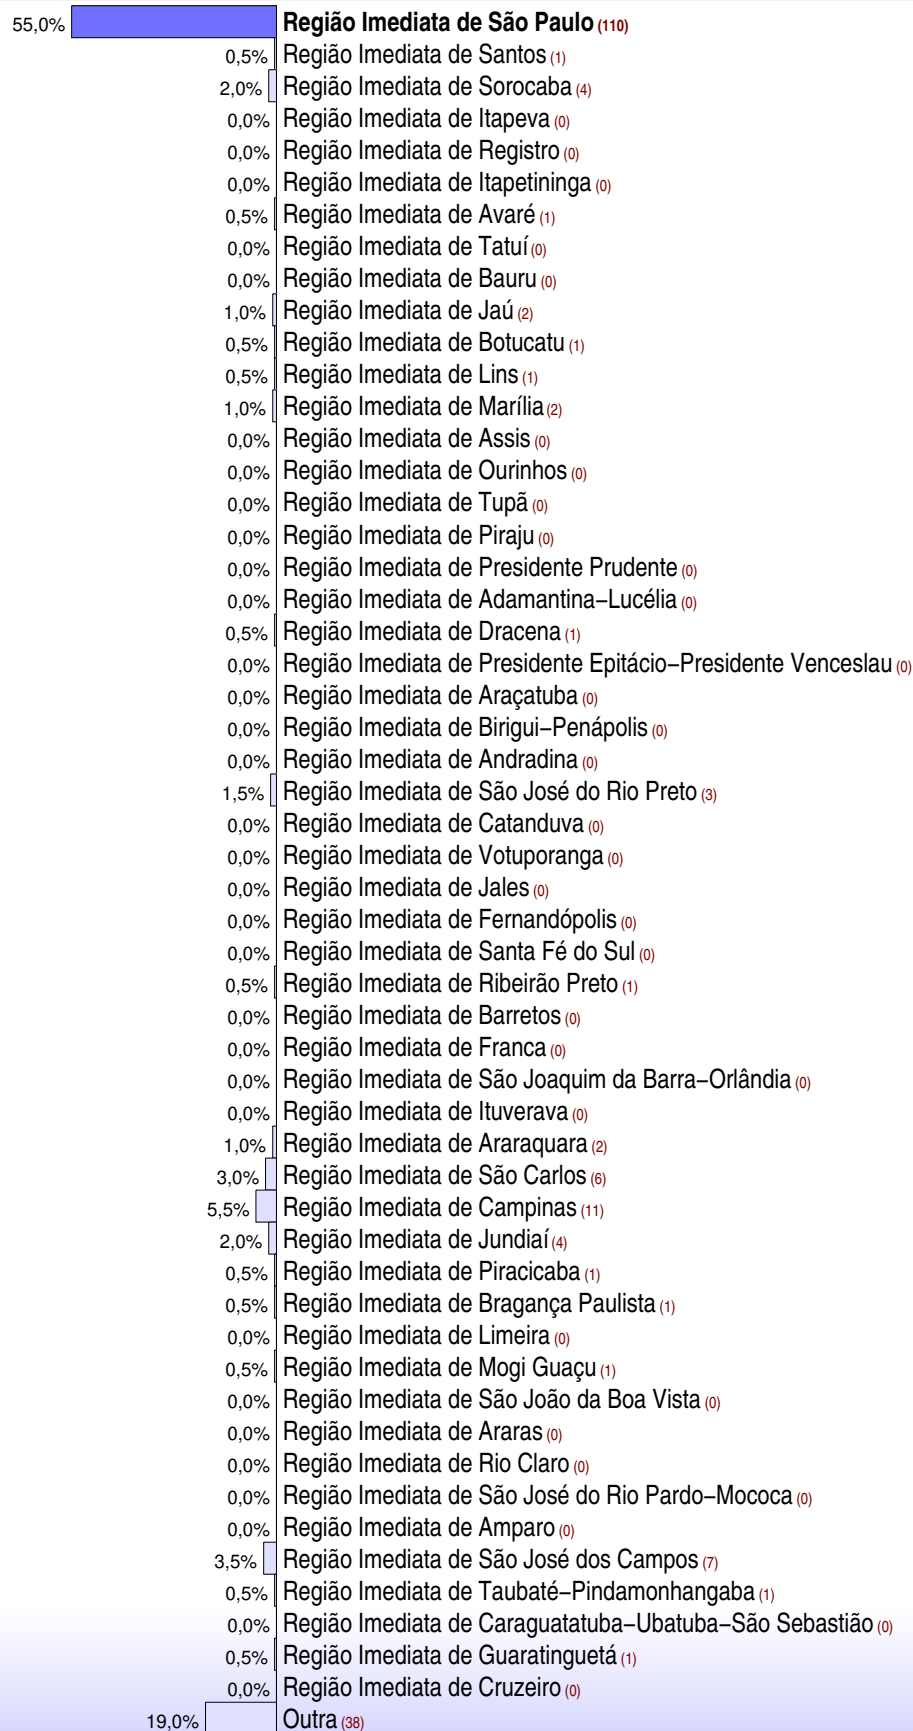 55,0% Região Imediata de São Paulo (110)
0,5% Região Imediata de Santos (1)
2,0% Região Imediata de Sorocaba (4)
0,0% Região Imediata de Itapeva (0)
0,0% Região Imediata de Registro (0)
0,0% Região Imediata de Itapetininga (0)
0,5% Região Imediata de Avaré (1)
0,0% Região Imediata de Tatuí (0)
0,0% Região Imediata de Bauru (0)
1,0% Região Imediata de Jaú (2)
0,5% Região Imediata de Botucatu (1)
0,5% Região Imediata de Lins (1)
1,0% Região Imediata de Marília (2)
0,0% Região Imediata de Assis (0)
0,0% Região Imediata de Ourinhos (0)
0,0% Região Imediata de Tupã (0)
0,0% Região Imediata de Piraju (0)
0,0% Região Imediata de Presidente Prudente (0)
0,0% Região Imediata de Adamantina−Lucélia (0)
0,5% Região Imediata de Dracena (1)
0,0% Região Imediata de Presidente Epitácio−Presidente Venceslau (0)
0,0% Região Imediata de Araçatuba (0)
0,0% Região Imediata de Birigui−Penápolis (0)
0,0% Região Imediata de Andradina (0)
1,5% Região Imediata de São José do Rio Preto (3)
0,0% Região Imediata de Catanduva (0)
0,0% Região Imediata de Votuporanga (0)
0,0% Região Imediata de Jales (0)
0,0% Região Imediata de Fernandópolis (0)
0,0% Região Imediata de Santa Fé do Sul (0)
0,5% Região Imediata de Ribeirão Preto (1)
0,0% Região Imediata de Barretos (0)
0,0% Região Imediata de Franca (0)
0,0% Região Imediata de São Joaquim da Barra−Orlândia (0)
0,0% Região Imediata de Ituverava (0)
1,0% Região Imediata de Araraquara (2)
3,0% Região Imediata de São Carlos (6)
5,5% Região Imediata de Campinas (11)
2,0% Região Imediata de Jundiaí (4)
0,5% Região Imediata de Piracicaba (1)
0,5% Região Imediata de Bragança Paulista (1)
0,0% Região Imediata de Limeira (0)
0,5% Região Imediata de Mogi Guaçu (1)
0,0% Região Imediata de São João da Boa Vista (0)
0,0% Região Imediata de Araras (0)
0,0% Região Imediata de Rio Claro (0)
0,0% Região Imediata de São José do Rio Pardo−Mococa (0)
0,0% Região Imediata de Amparo (0)
3,5% Região Imediata de São José dos Campos (7)
0,5% Região Imediata de Taubaté−Pindamonhangaba (1)
0,0% Região Imediata de Caraguatatuba−Ubatuba−São Sebastião (0)
0,5% Região Imediata de Guaratinguetá (1)
0,0% Região Imediata de Cruzeiro (0)
19,0% Outra (38)